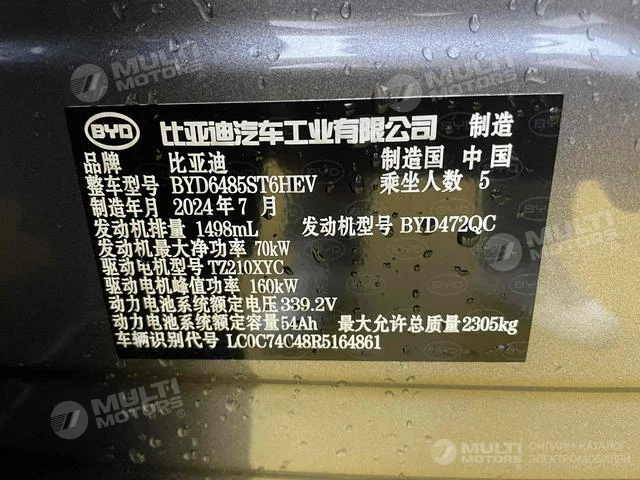 BYD 比亚迪汽车工业有限公司 制造
品牌 比亚迪 制造国 中国
整车型号 BYD6485ST6HEV 乘坐人数 5
制造年月 2024年7月
发动机排量 1498mL 发动机型号 BYD472QC
发动机最大净功率 70kW
驱动电机型号 TZ210XYC
驱动电机峰值功率 160kW
动力电池系统额定电压 339.2V
动力电池系统额定容量 54Ah 最大允许总质量 2305kg
车辆识别代号 LC0C74C48R5164861
MULTI MOTORS
MULTI MOTORS
MULTI MOTORS
MULTI MOTORS
ОНЛАЙН-КАТАЛОГ
ЭЛЕКТРОМОБИЛЕЙ